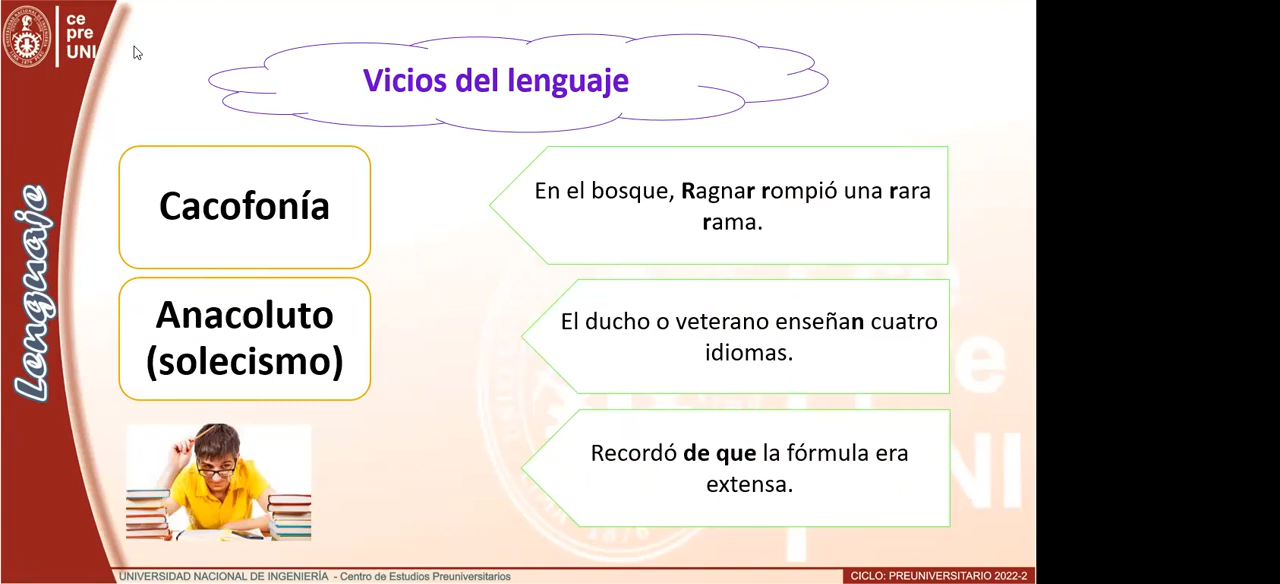 ce
pre
UNI
Vicios del lenguaje
Lenguaje
Cacofonía
En el bosque, Ragnar rompió una rara
rama.
Anacoluto
(solecismo)
El ducho o veterano enseñan cuatro
idiomas.
Recordó de que la fórmula era
extensa.
UNIVERSIDAD NACIONAL DE INGENIERÍA - Centro de Estudios Preuniversitarios
CICLO: PREUNIVERSITARIO 2022-2